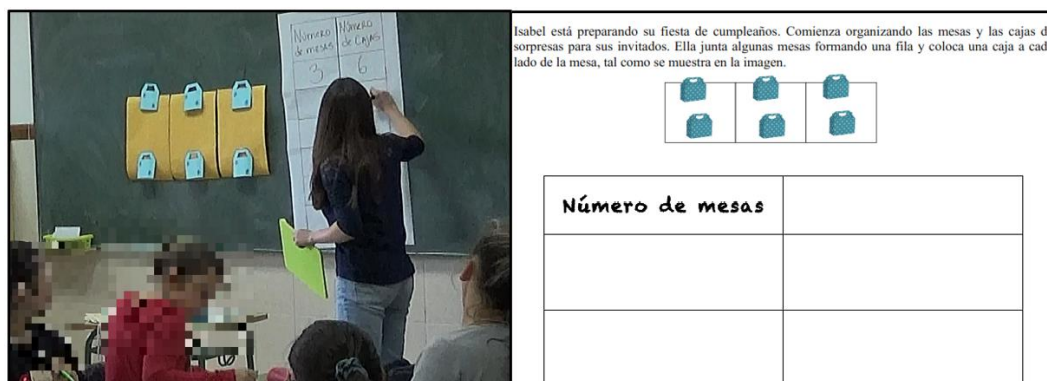 Número de mesas
Número de Cajas
3
6
Isabel está preparando su fiesta de cumpleaños. Comienza organizando las mesas y las cajas d
sorpresas para sus invitados. Ella junta algunas mesas formando una fila y coloca una caja a cad
lado de la mesa, tal como se muestra en la imagen.
Número de mesas